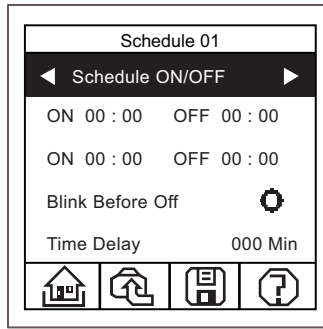 Schedule 01
Schedule ON/OFF
ON 00 : 00 OFF 00 : 00
ON 00 : 00 OFF 00 : 00
Blink Before Off
Time Delay 000 Min